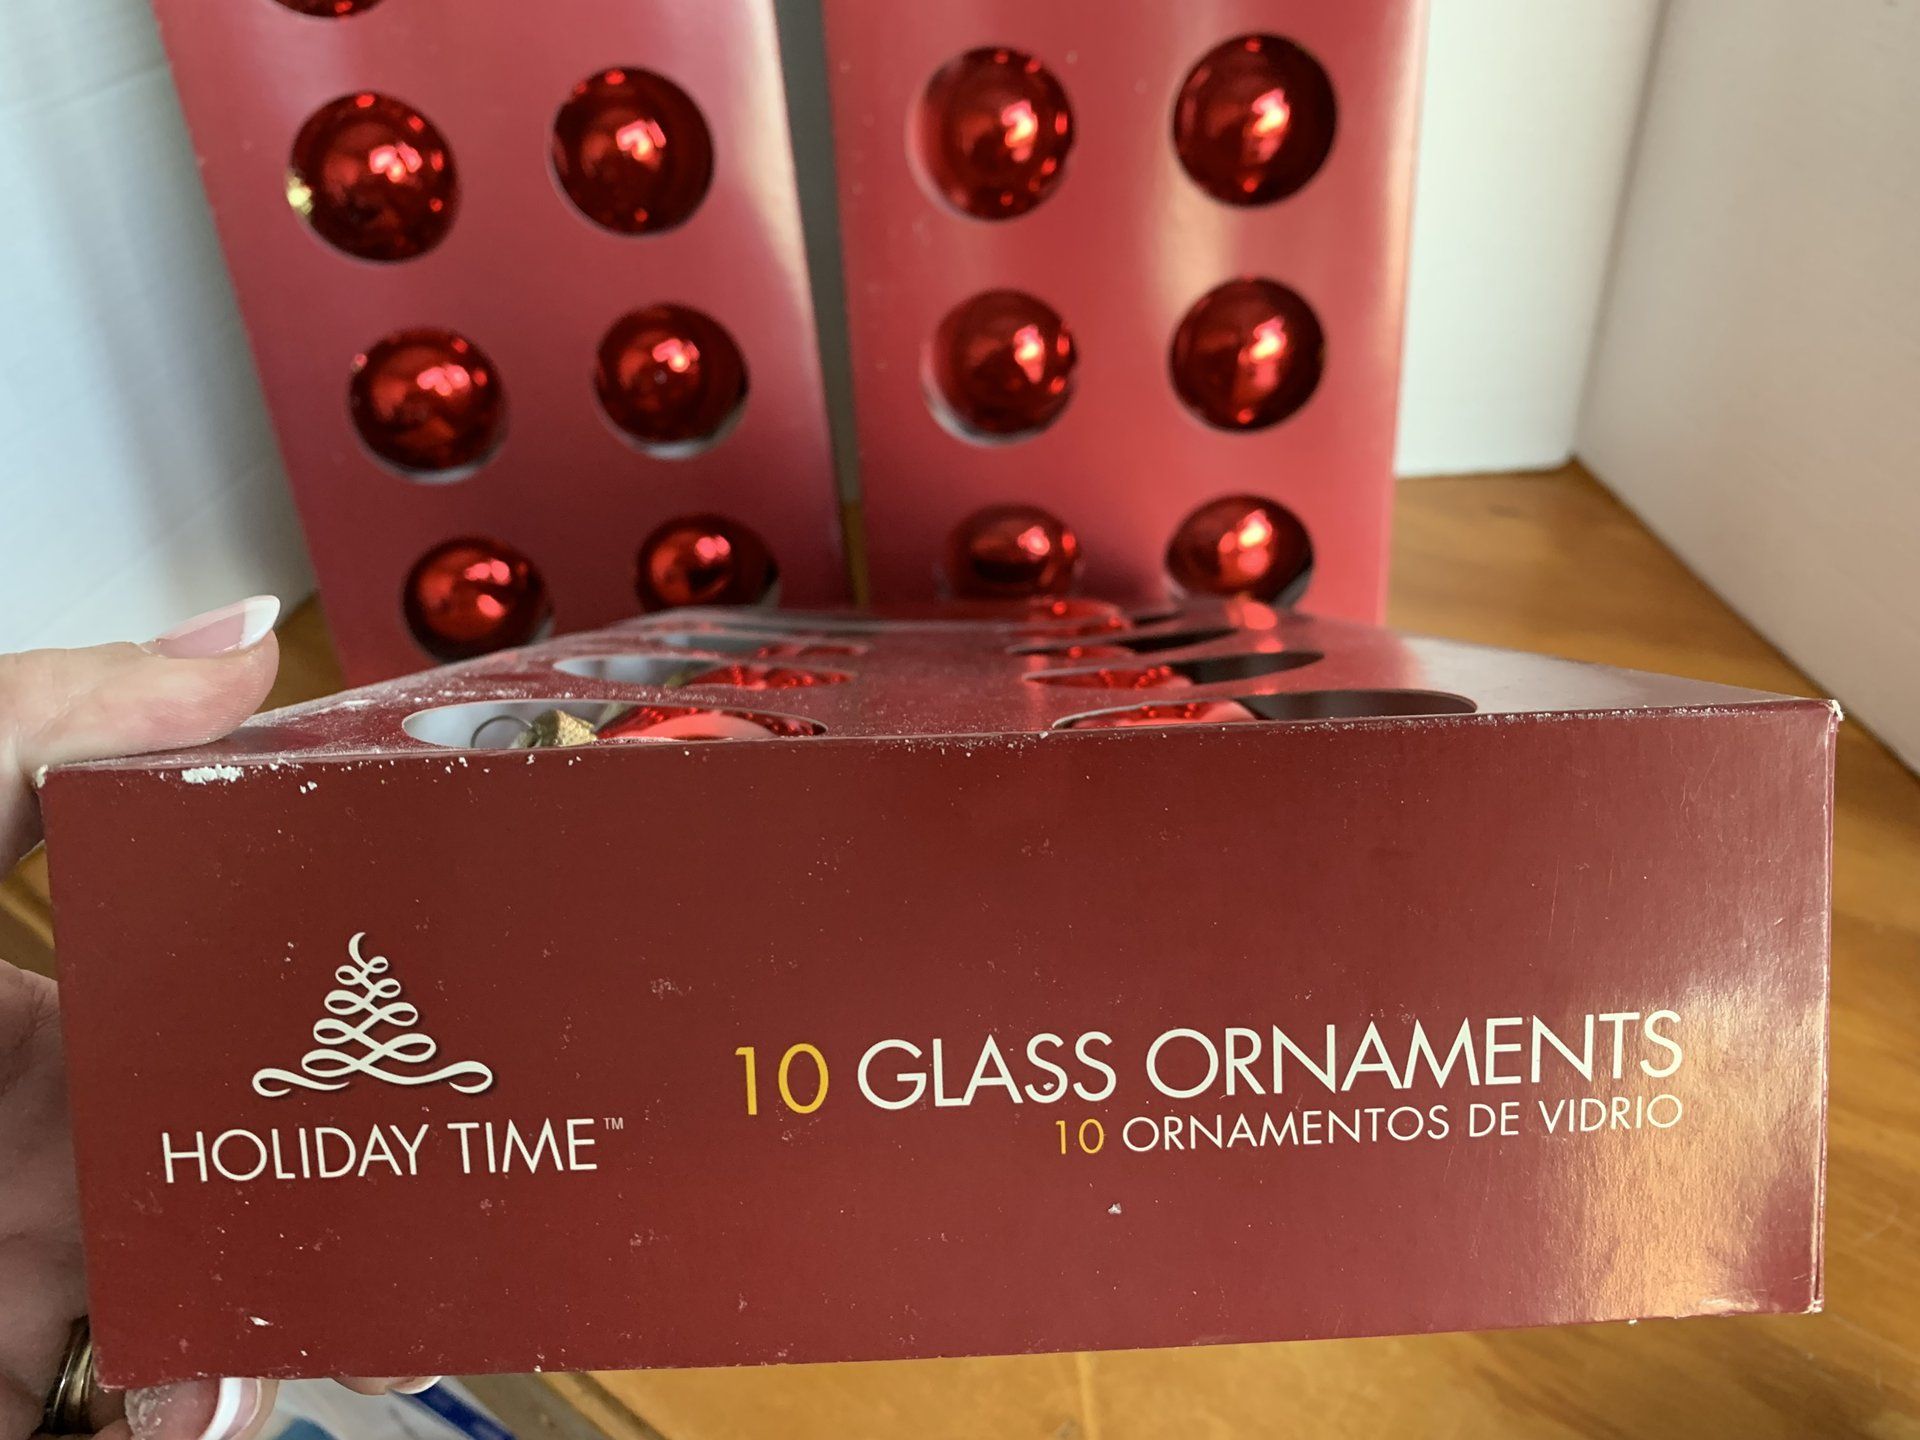 HOLIDAY TIME™
10 GLASS ORNAMENTS
10 ORNAMENTOS DE VIDRIO